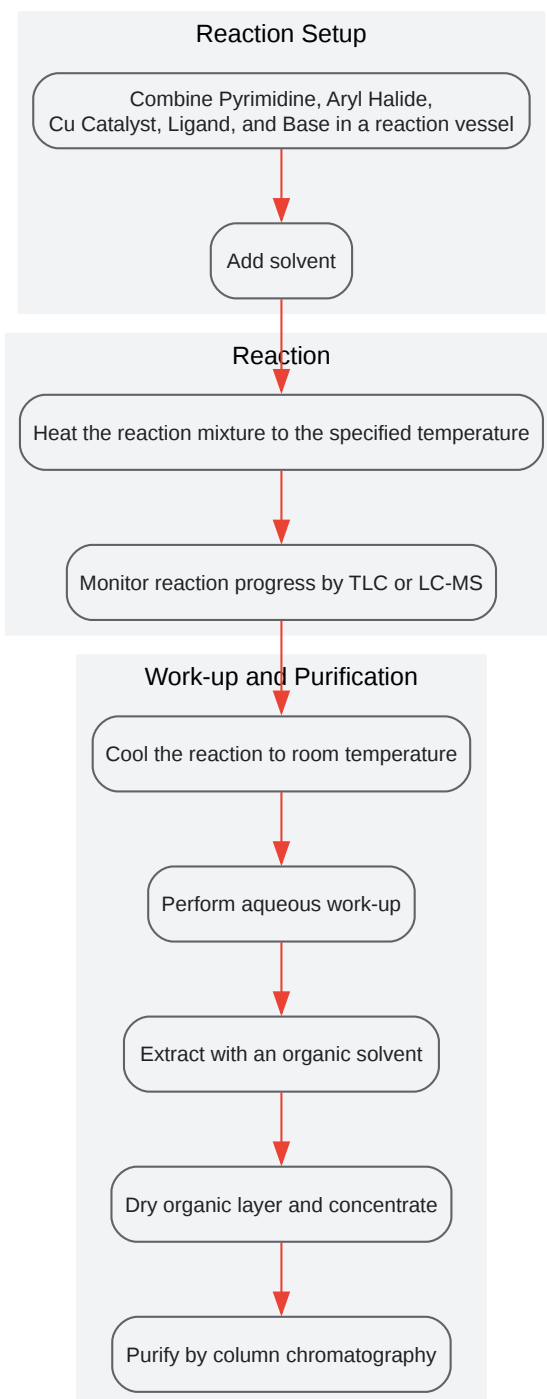 Reaction Setup
Combine Pyrimidine, Aryl Halide,
Cu Catalyst, Ligand, and Base in a reaction vessel
Add solvent
Reaction
Heat the reaction mixture to the specified temperature
Monitor reaction progress by TLC or LC-MS
Work-up and Purification
Cool the reaction to room temperature
Perform aqueous work-up
Extract with an organic solvent
Dry organic layer and concentrate
Purify by column chromatography